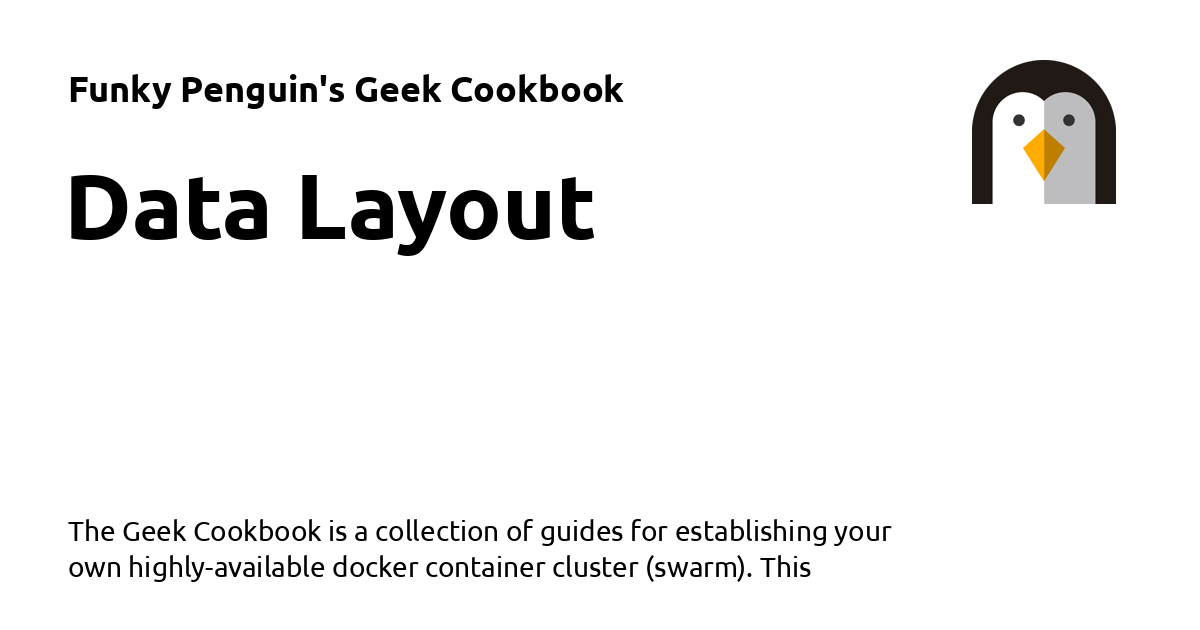 Funky Penguin's Geek Cookbook
Data Layout
The Geek Cookbook is a collection of guides for establishing your
own highly-available docker container cluster (swarm). This